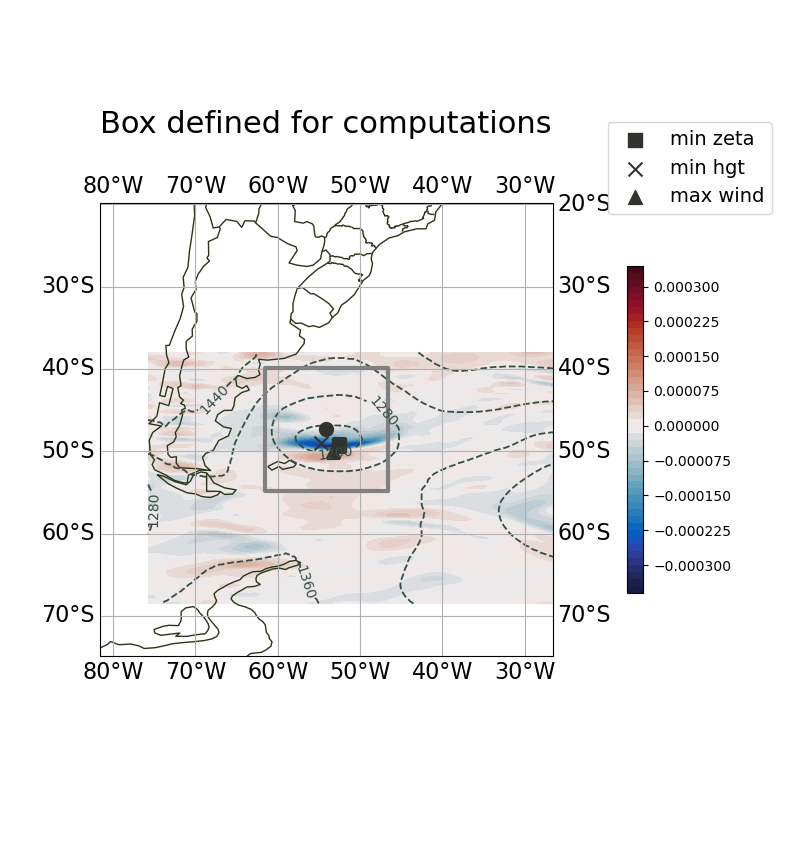 Box defined for computations
min zeta
min hgt
max wind
80°W 70°W 60°W 50°W 40°W 30°W
20°S
30°S 30°S
40°S 40°S
50°S 50°S
60°S 60°S
70°S 70°S
80°W 70°W 60°W 50°W 40°W 30°W
1440
1280
1280
1360
0.000300
0.000225
0.000150
0.000075
0.000000
−0.000075
−0.000150
−0.000225
−0.000300